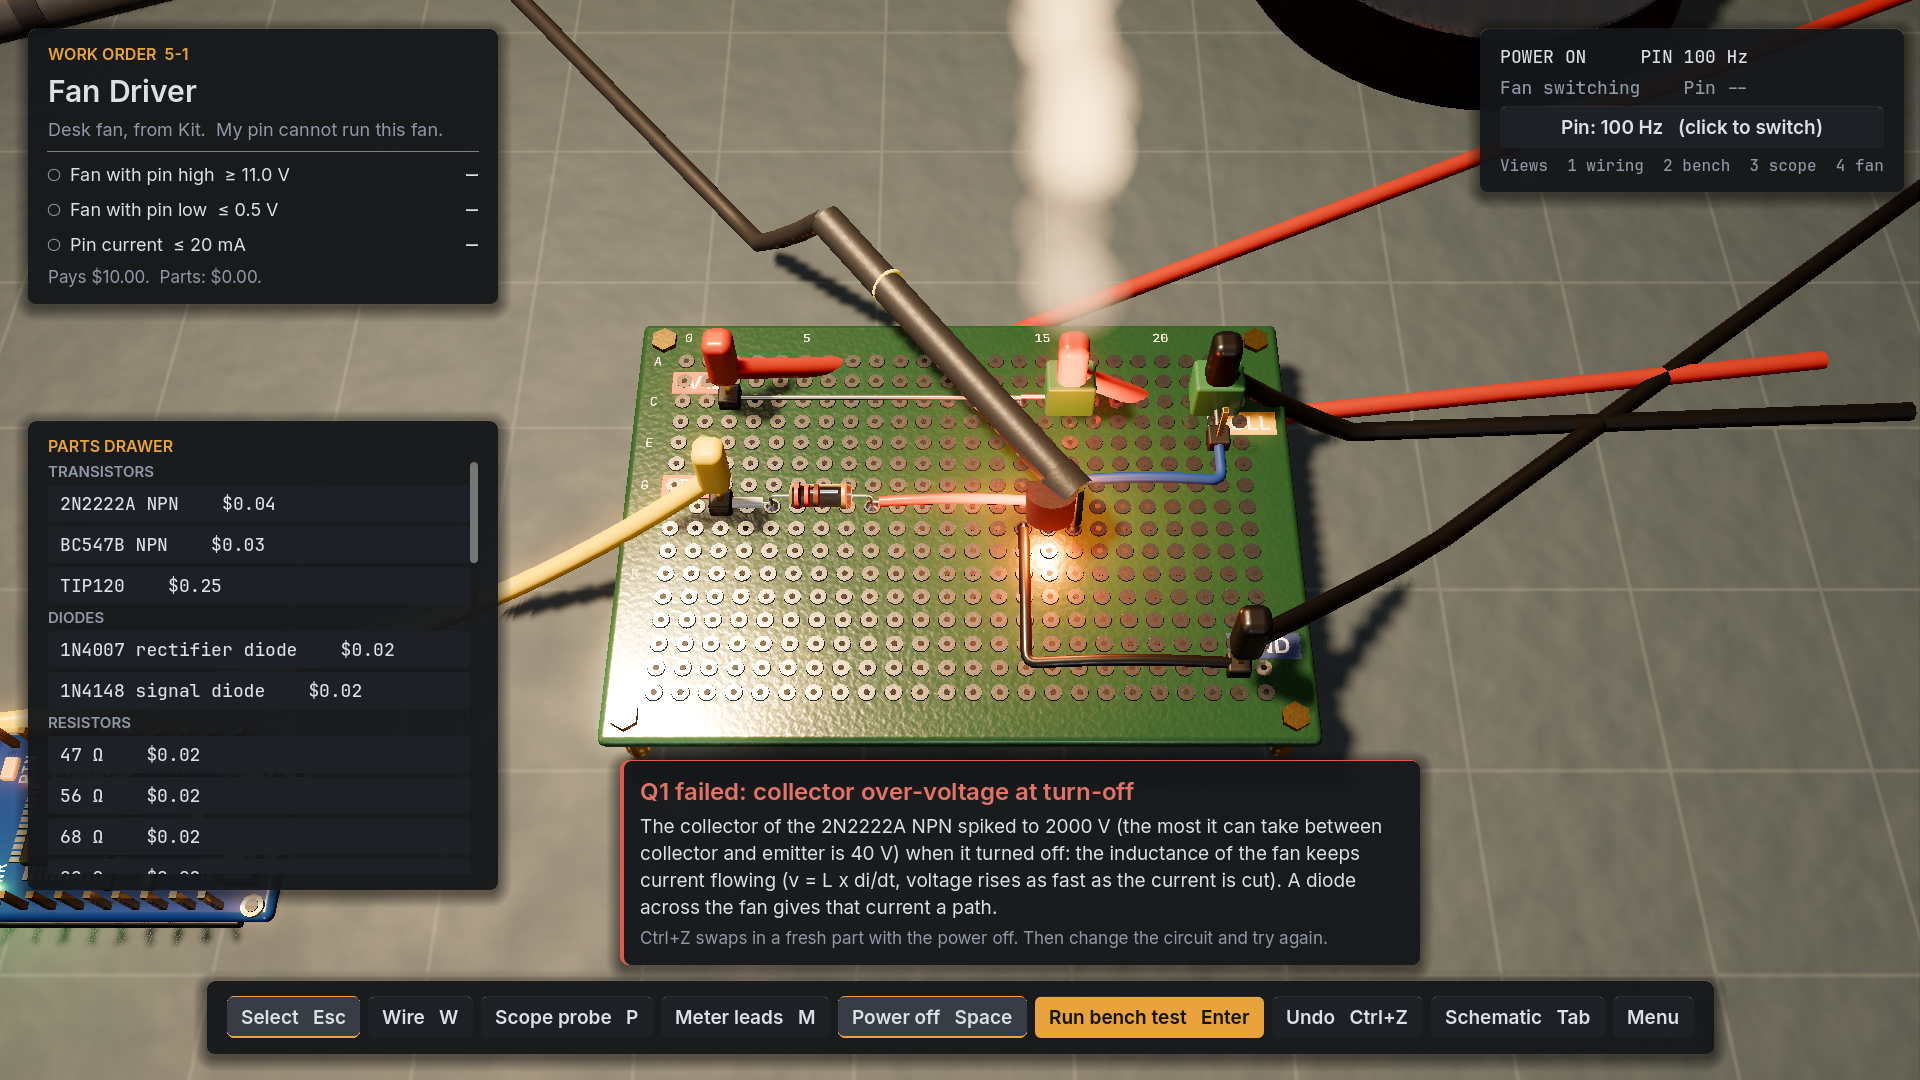 WORK ORDER 5-1
Fan Driver
Desk fan, from Kit. My pin cannot run this fan.
Fan with pin high ≥ 11.0 V —
Fan with pin low ≤ 0.5 V —
Pin current ≤ 20 mA —
Pays $10.00. Parts: $0.00.
POWER ON PIN 100 Hz
Fan switching Pin --
Pin: 100 Hz (click to switch)
Views 1 wiring 2 bench 3 scope 4 fan
0 5 15 20
A
C
E
G
PARTS DRAWER
TRANSISTORS
2N2222A NPN $0.04
BC547B NPN $0.03
TIP120 $0.25
DIODES
1N4007 rectifier diode $0.02
1N4148 signal diode $0.02
RESISTORS
47 Ω $0.02
56 Ω $0.02
68 Ω $0.02
Q1 failed: collector over-voltage at turn-off
The collector of the 2N2222A NPN spiked to 2000 V (the most it can take between
collector and emitter is 40 V) when it turned off: the inductance of the fan keeps
current flowing (v = L x di/dt, voltage rises as fast as the current is cut). A diode
across the fan gives that current a path.
Ctrl+Z swaps in a fresh part with the power off. Then change the circuit and try again.
Select Esc Wire W Scope probe P Meter leads M Power off Space Run bench test Enter Undo Ctrl+Z Schematic Tab Menu